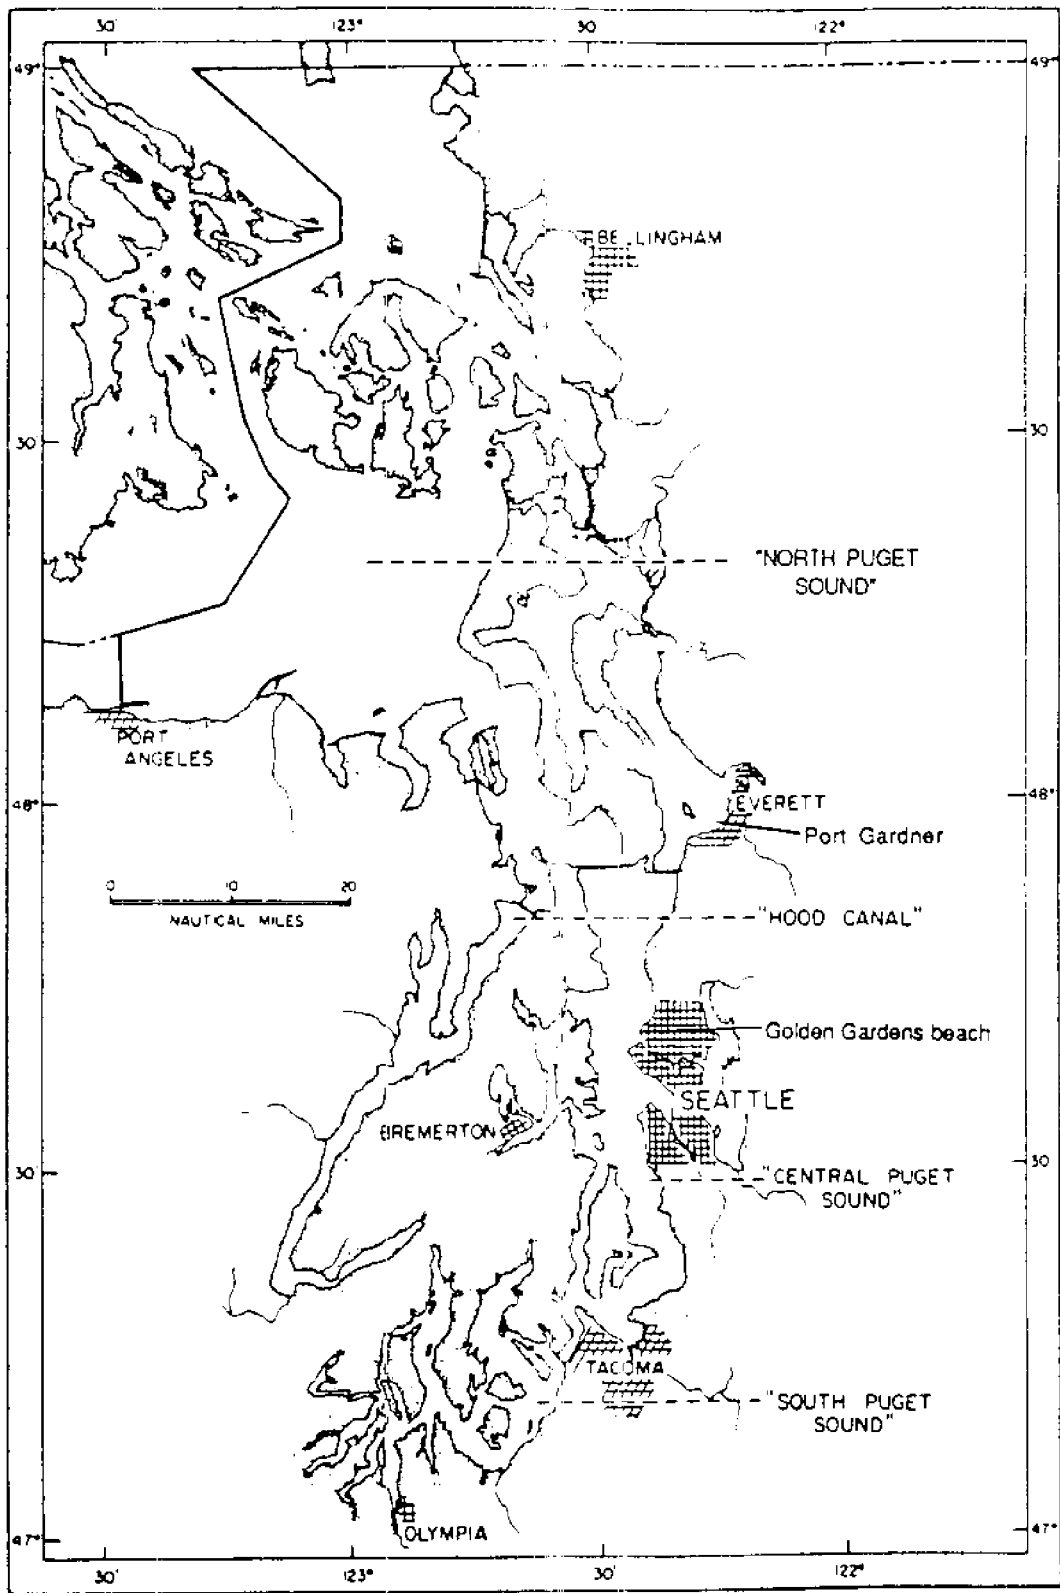 30' 123° 30 122°
49° 49°
BELLINGHAM
30 30
"NORTH PUGET
SOUND"
PORT
ANGELES
48° 48°
EVERETT
Port Gardner
0 10 20
NAUTICAL MILES
"HOOD CANAL"
Golden Gardens beach
SEATTLE
BREMERTON
30' 30
"CENTRAL PUGET
SOUND"
TACOMA
"SOUTH PUGET
SOUND"
OLYMPIA
47° 47°
30' 123° 30' 122°